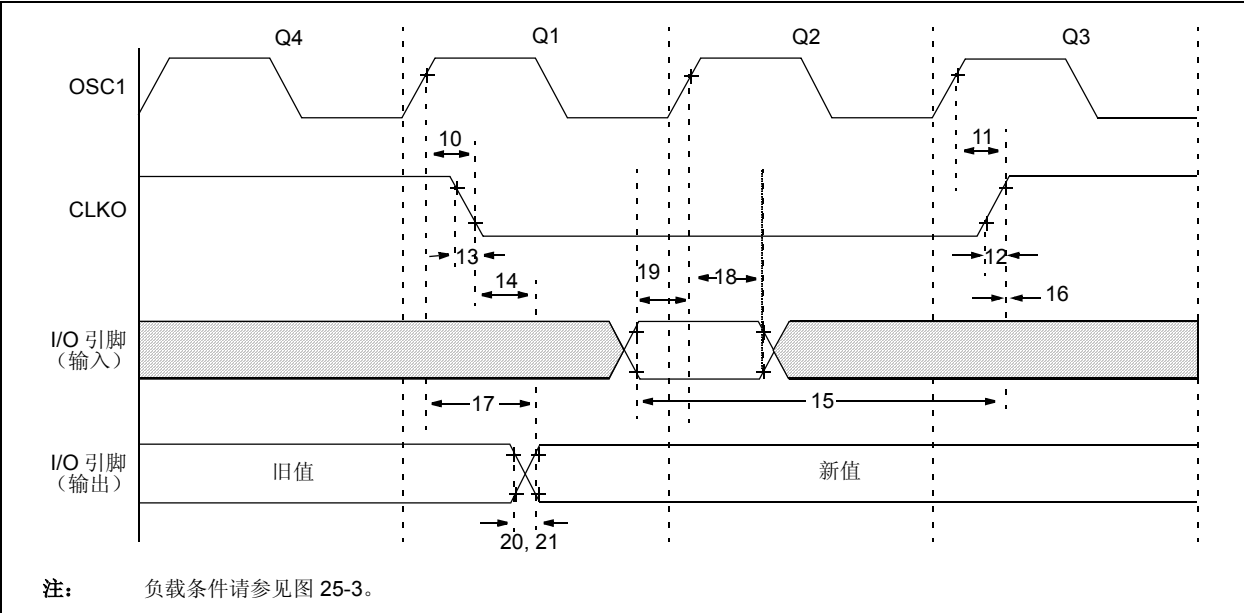 Q4 Q1 Q2 Q3
OSC1
10 11
CLKO
13 12
14 19 18 16
I/O 引脚
（输入）
17 15
I/O 引脚
（输出）
旧值 新值
20, 21
注： 负载条件请参见图 25-3。